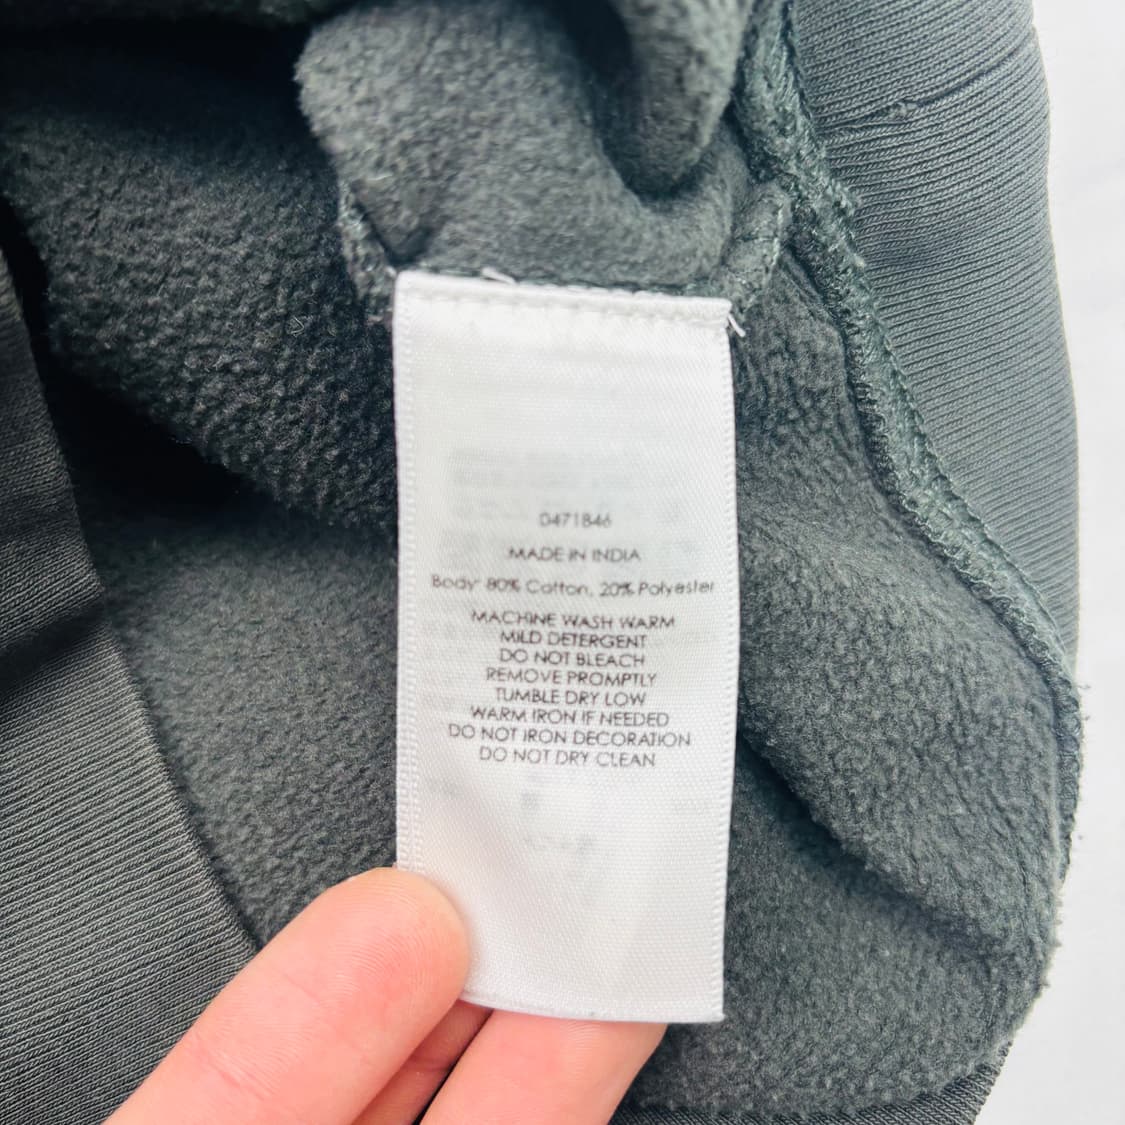 0471846
MADE IN INDIA
Body: 80% Cotton, 20% Polyester
MACHINE WASH WARM
MILD DETERGENT
DO NOT BLEACH
REMOVE PROMPTLY
TUMBLE DRY LOW
WARM IRON IF NEEDED
DO NOT IRON DECORATION
DO NOT DRY CLEAN